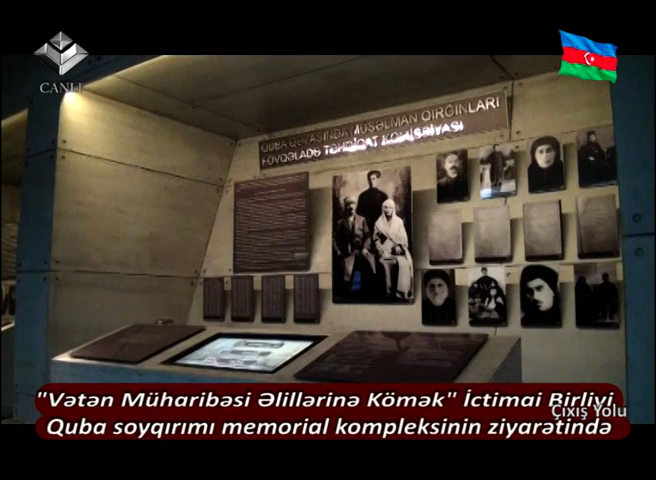 CANLI
QUBA QƏZASINDA MÜSƏLMAN QIRĞINLARI
FÖVQƏLADƏ TƏHQİQAT KOMİSSİYASI
"Vətən Müharibəsi Əlillərinə Kömək" İctimai Birliyi
Çıxış Yolu
Quba soyqırımı memorial kompleksinin ziyarətində